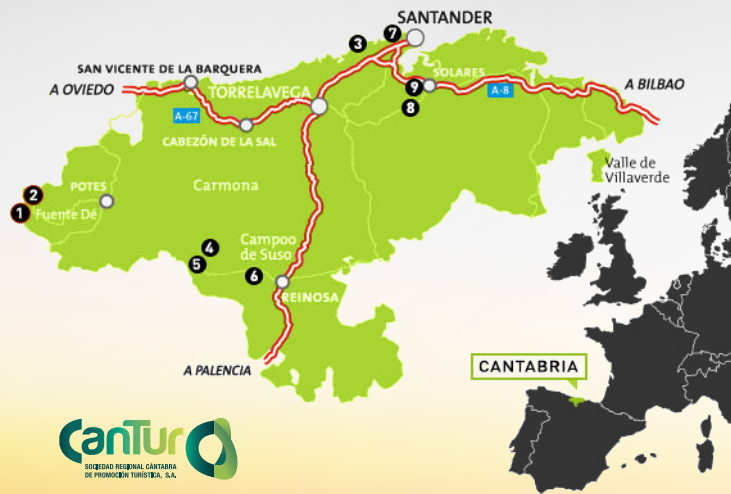 SANTANDER
7
3
SAN VICENTE DE LA BARQUERA
SOLARES
A OVIEDO
TORRELAVEGA
9
A-8
A BILBAO
A-67
8
CABEZÓN DE LA SAL
Valle de
Villaverde
POTES
Carmona
2
1
Fuente Dé
4
Campoo
de Suso
5
6
REINOSA
A PALENCIA
CANTABRIA
CanTur
SOCIEDAD REGIONAL CÁNTABRA
DE PROMOCIÓN TURÍSTICA, S.A.